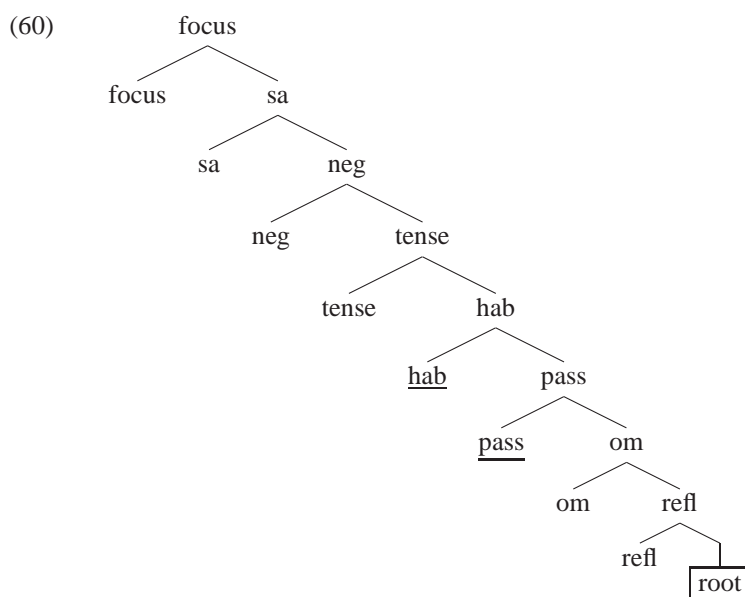 (60) focus
focus sa
sa neg
neg tense
tense hab
hab pass
pass om
om refl
refl
root